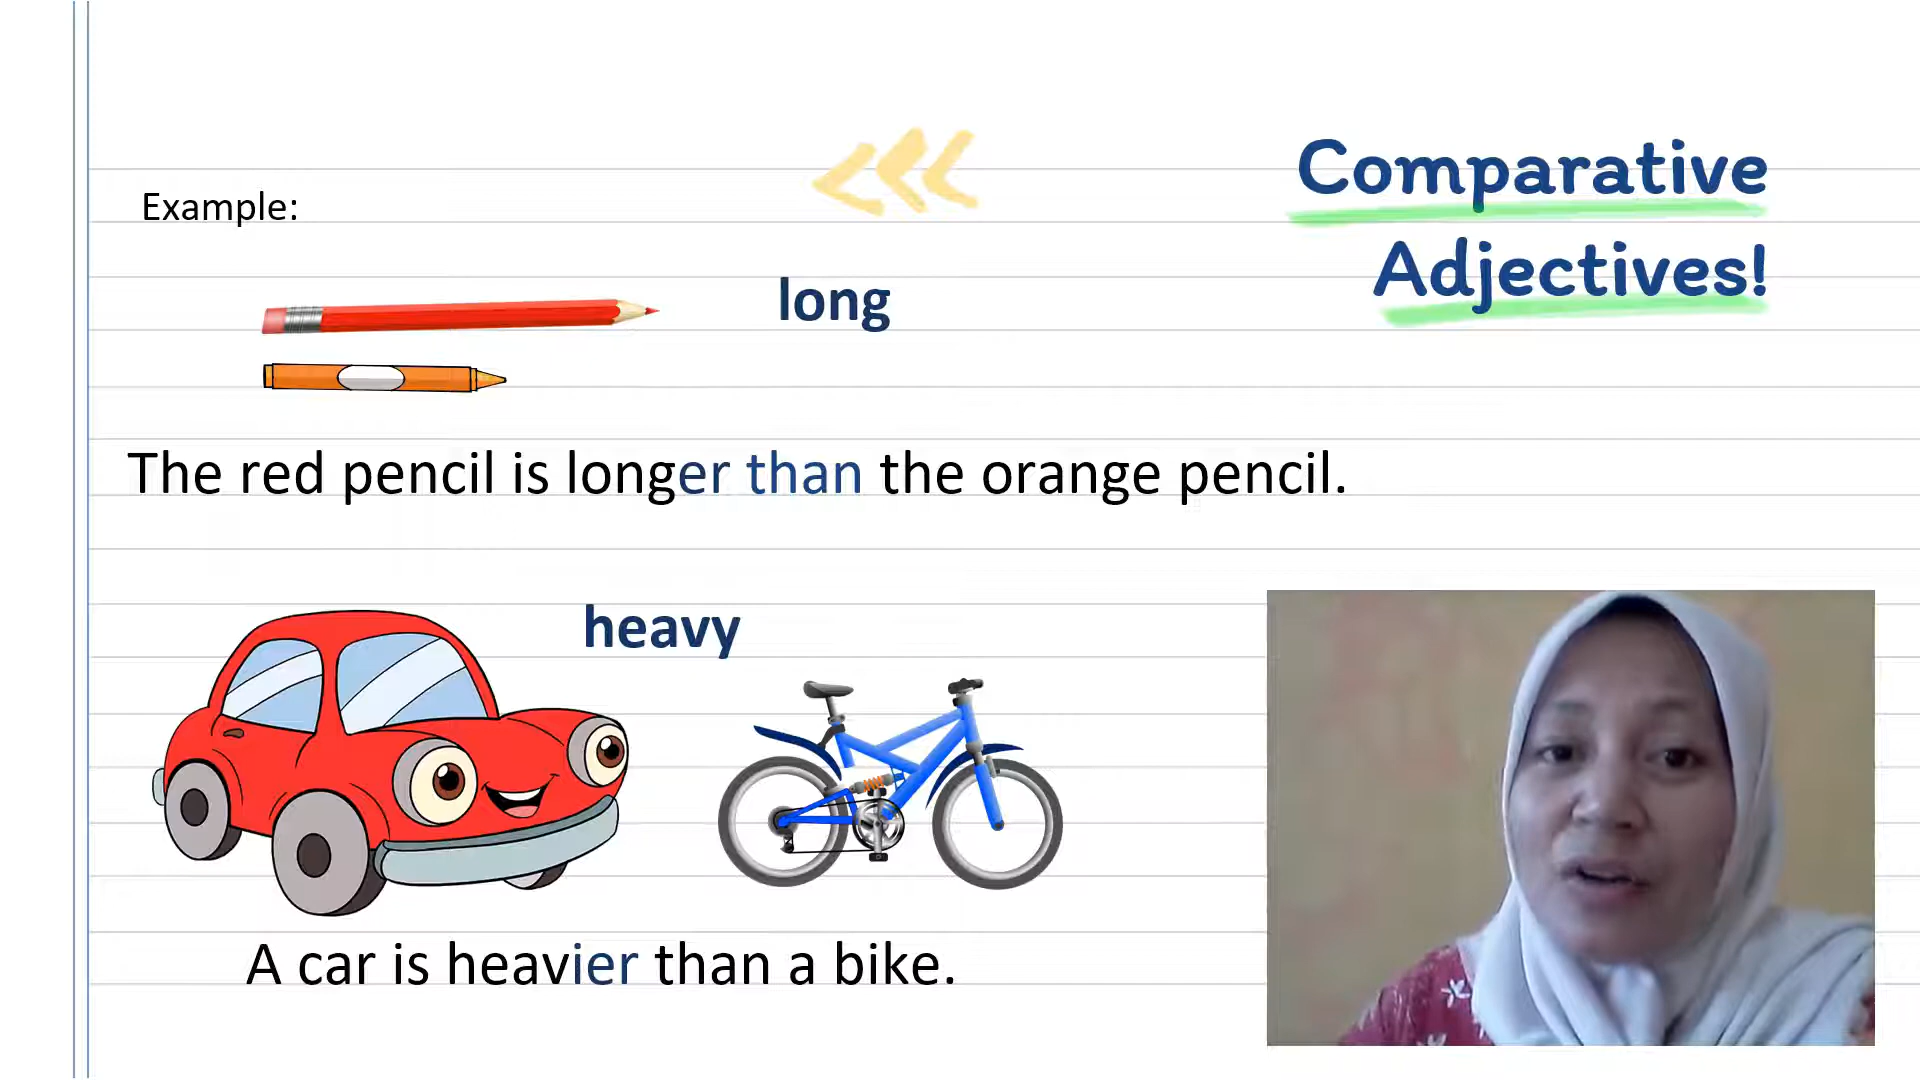 Comparative
Adjectives!
Example:
long
The red pencil is longer than the orange pencil.
heavy
A car is heavier than a bike.